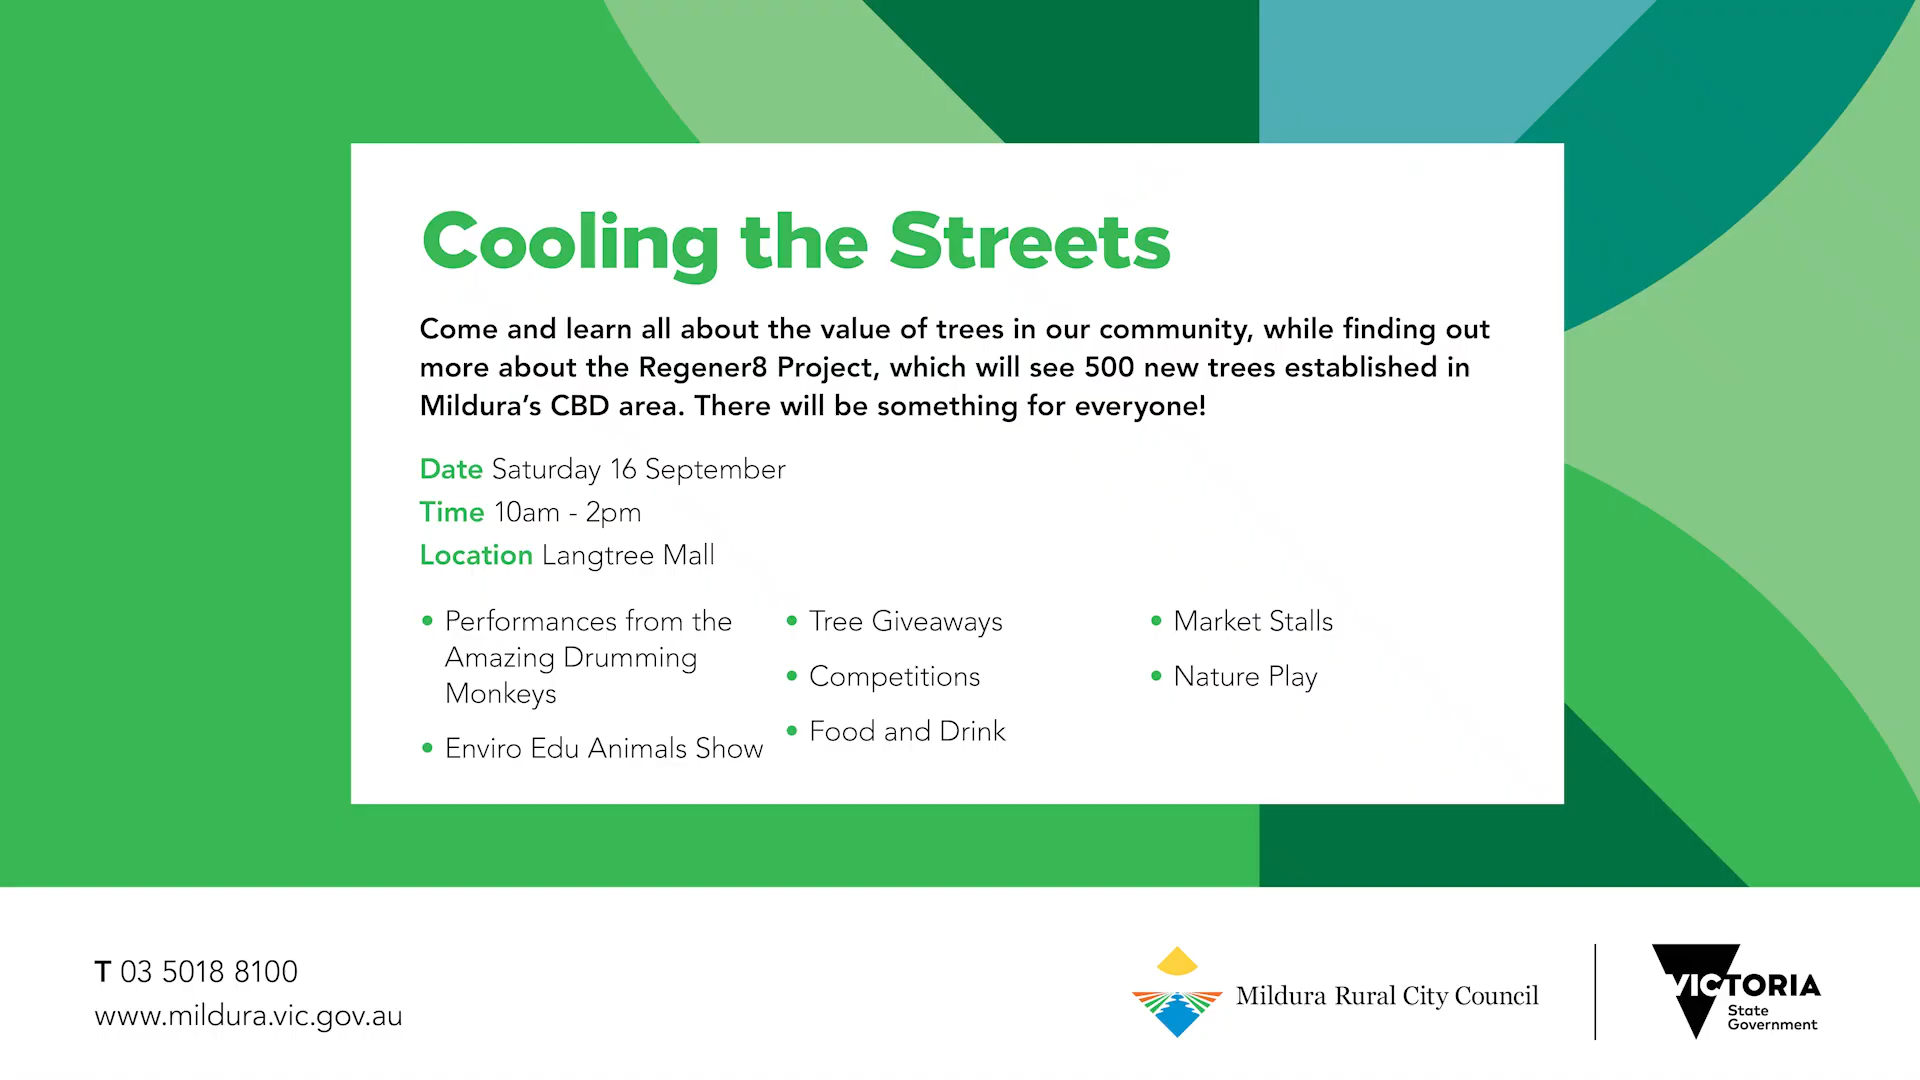 Cooling the Streets
Come and learn all about the value of trees in our community, while finding out
more about the Regener8 Project, which will see 500 new trees established in
Mildura’s CBD area. There will be something for everyone!
Date Saturday 16 September
Time 10am - 2pm
Location Langtree Mall
• Performances from the
Amazing Drumming
Monkeys
• Enviro Edu Animals Show
• Tree Giveaways
• Competitions
• Food and Drink
• Market Stalls
• Nature Play
T 03 5018 8100
www.mildura.vic.gov.au
Mildura Rural City Council
VICTORIA
State
Government